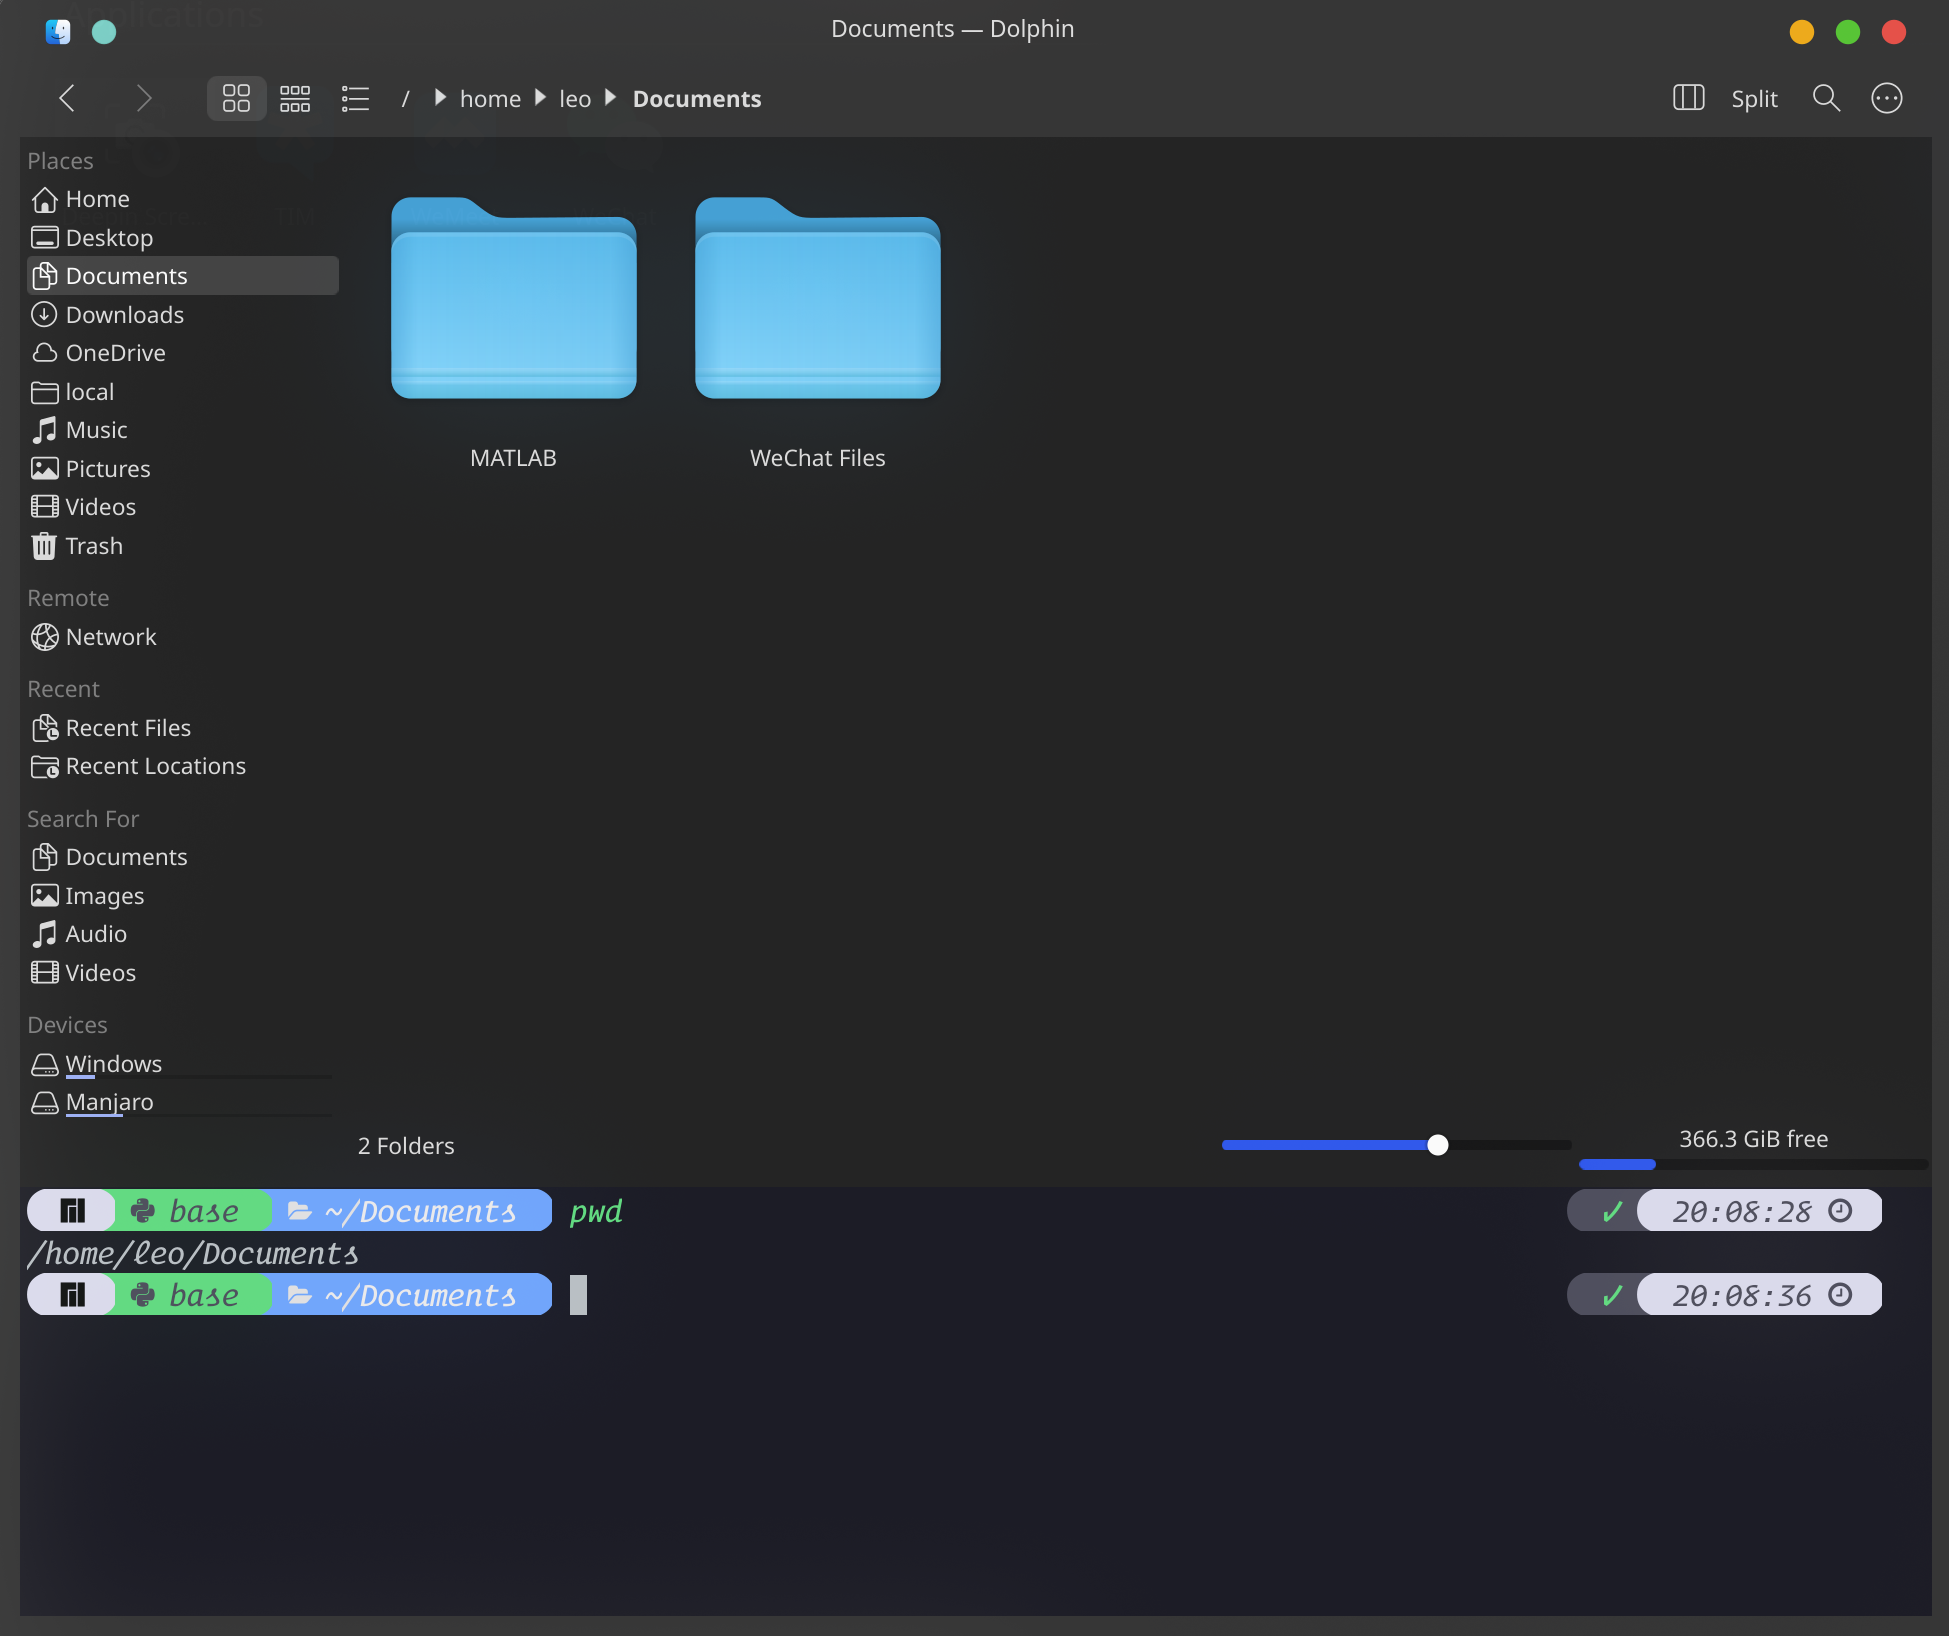 Documents — Dolphin
/ home leo Documents
Split
Places
Home
Desktop
Documents
Downloads
OneDrive
local
Music
Pictures
Videos
Trash
Remote
Network
Recent
Recent Files
Recent Locations
Search For
Documents
Images
Audio
Videos
Devices
Windows
Manjaro
MATLAB
WeChat Files
2 Folders
366.3 GiB free
base ~/Documents pwd ✓ 20:08:28
/home/leo/Documents
base ~/Documents ✓ 20:08:36